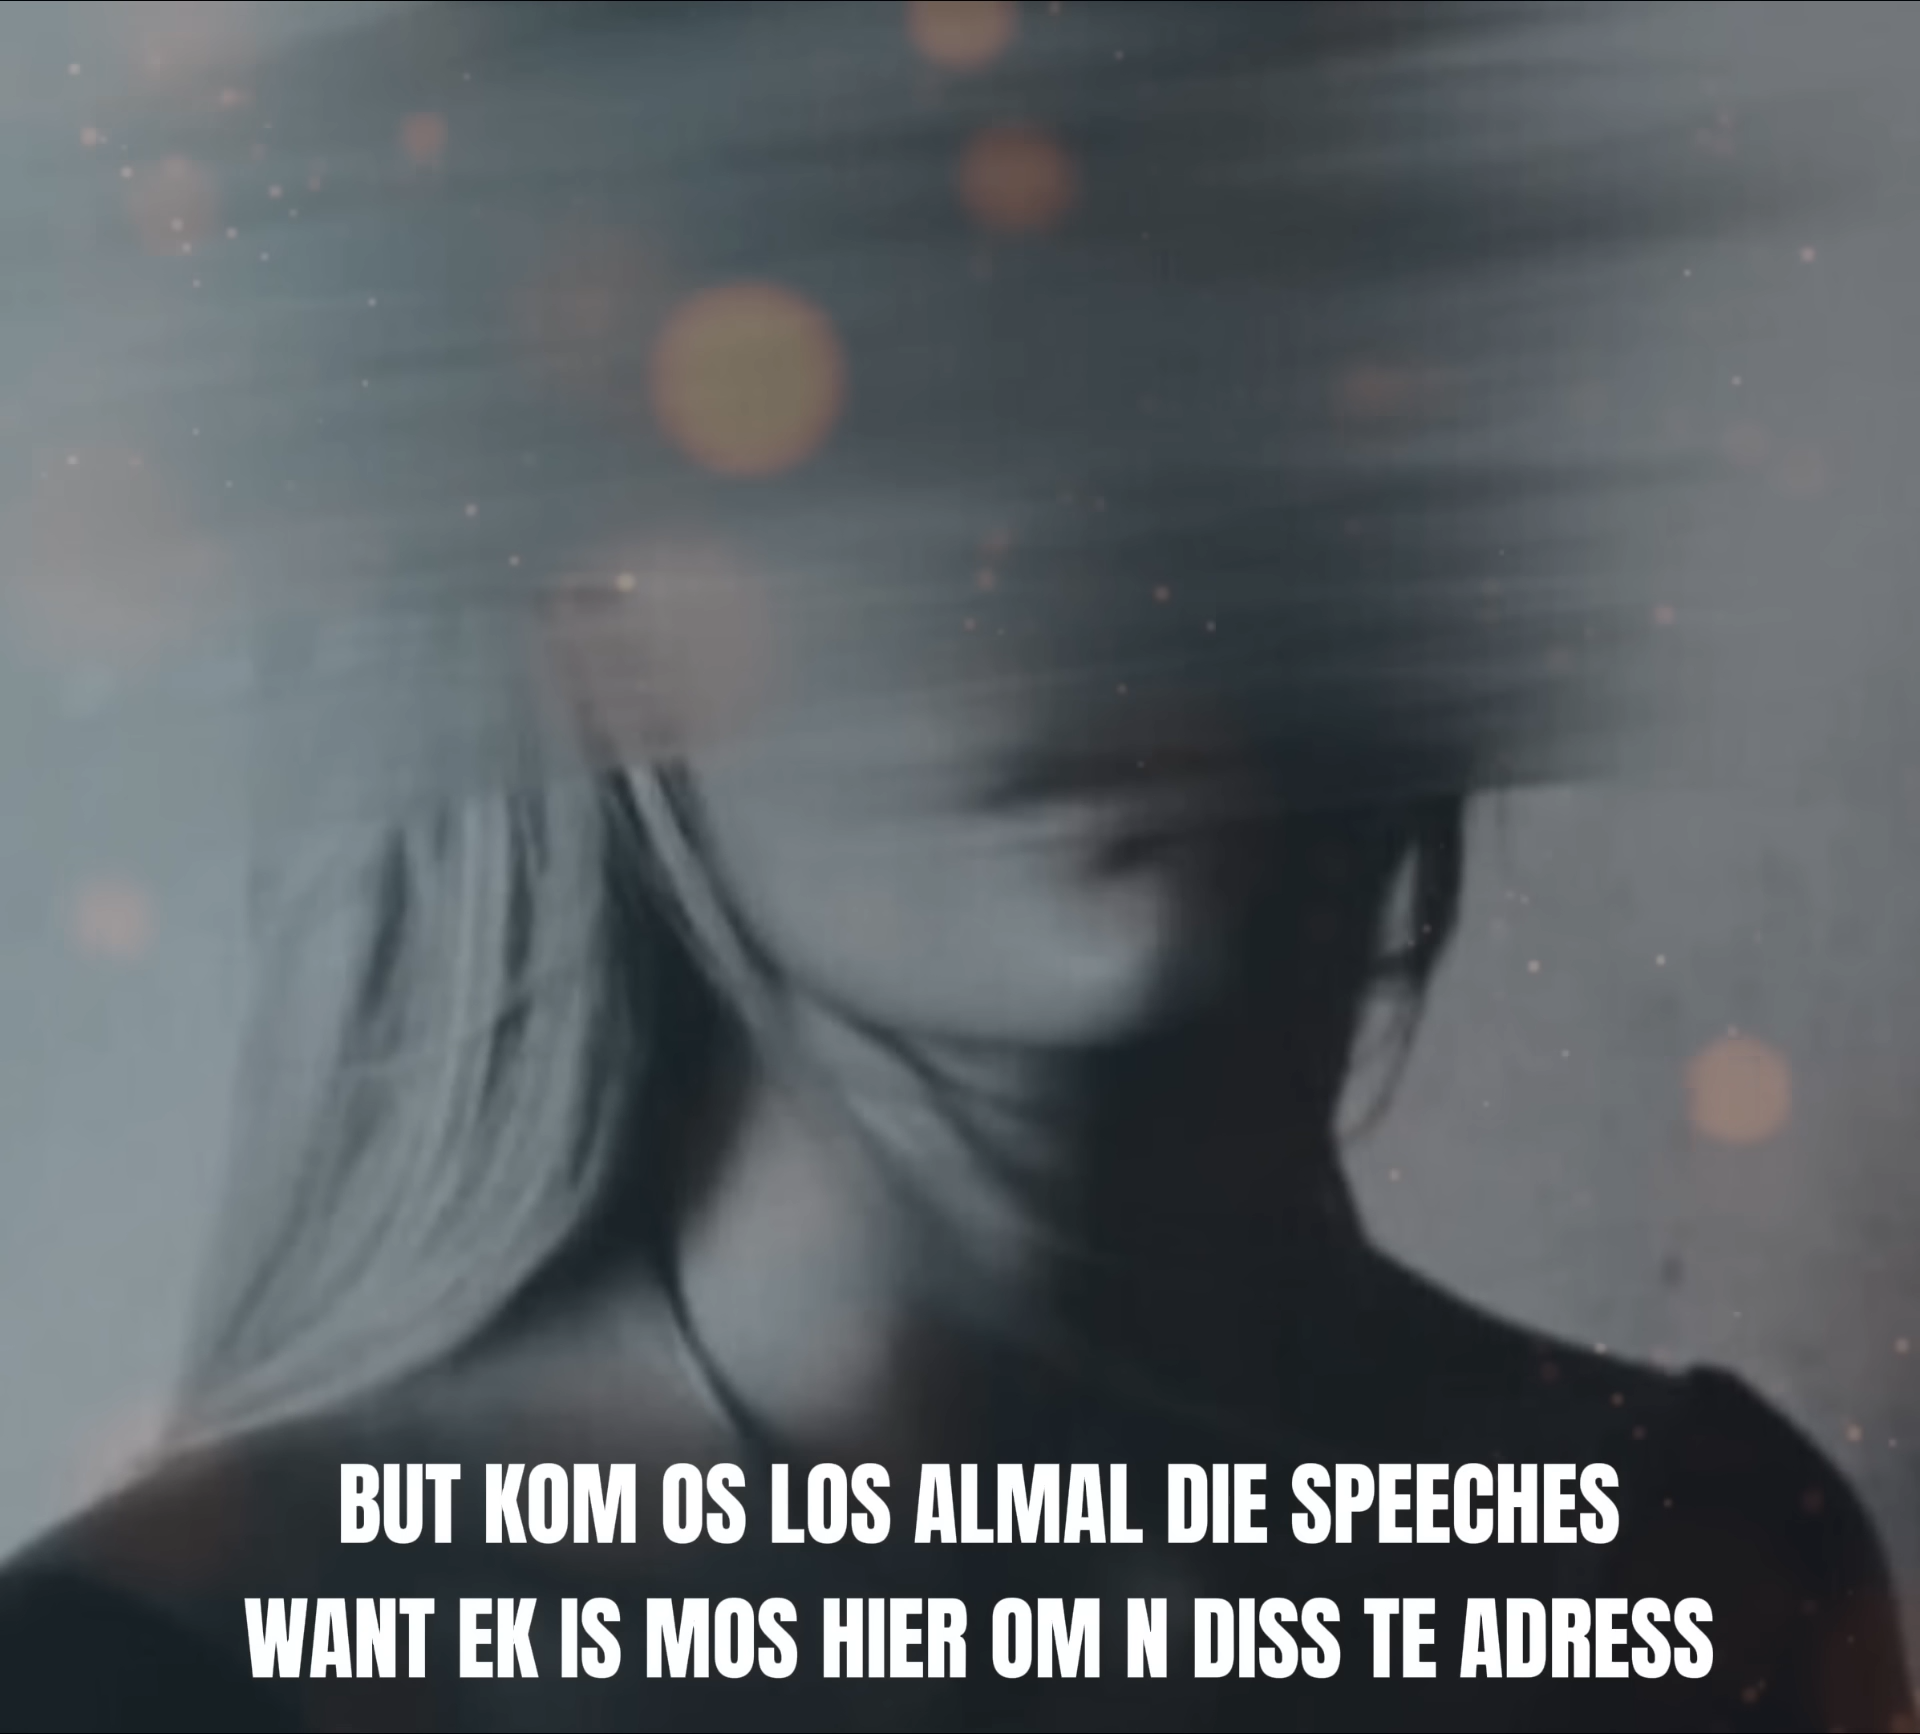 BUT KOM OS LOS ALMAL DIE SPEECHES
WANT EK IS MOS HIER OM N DISS TE ADRESS